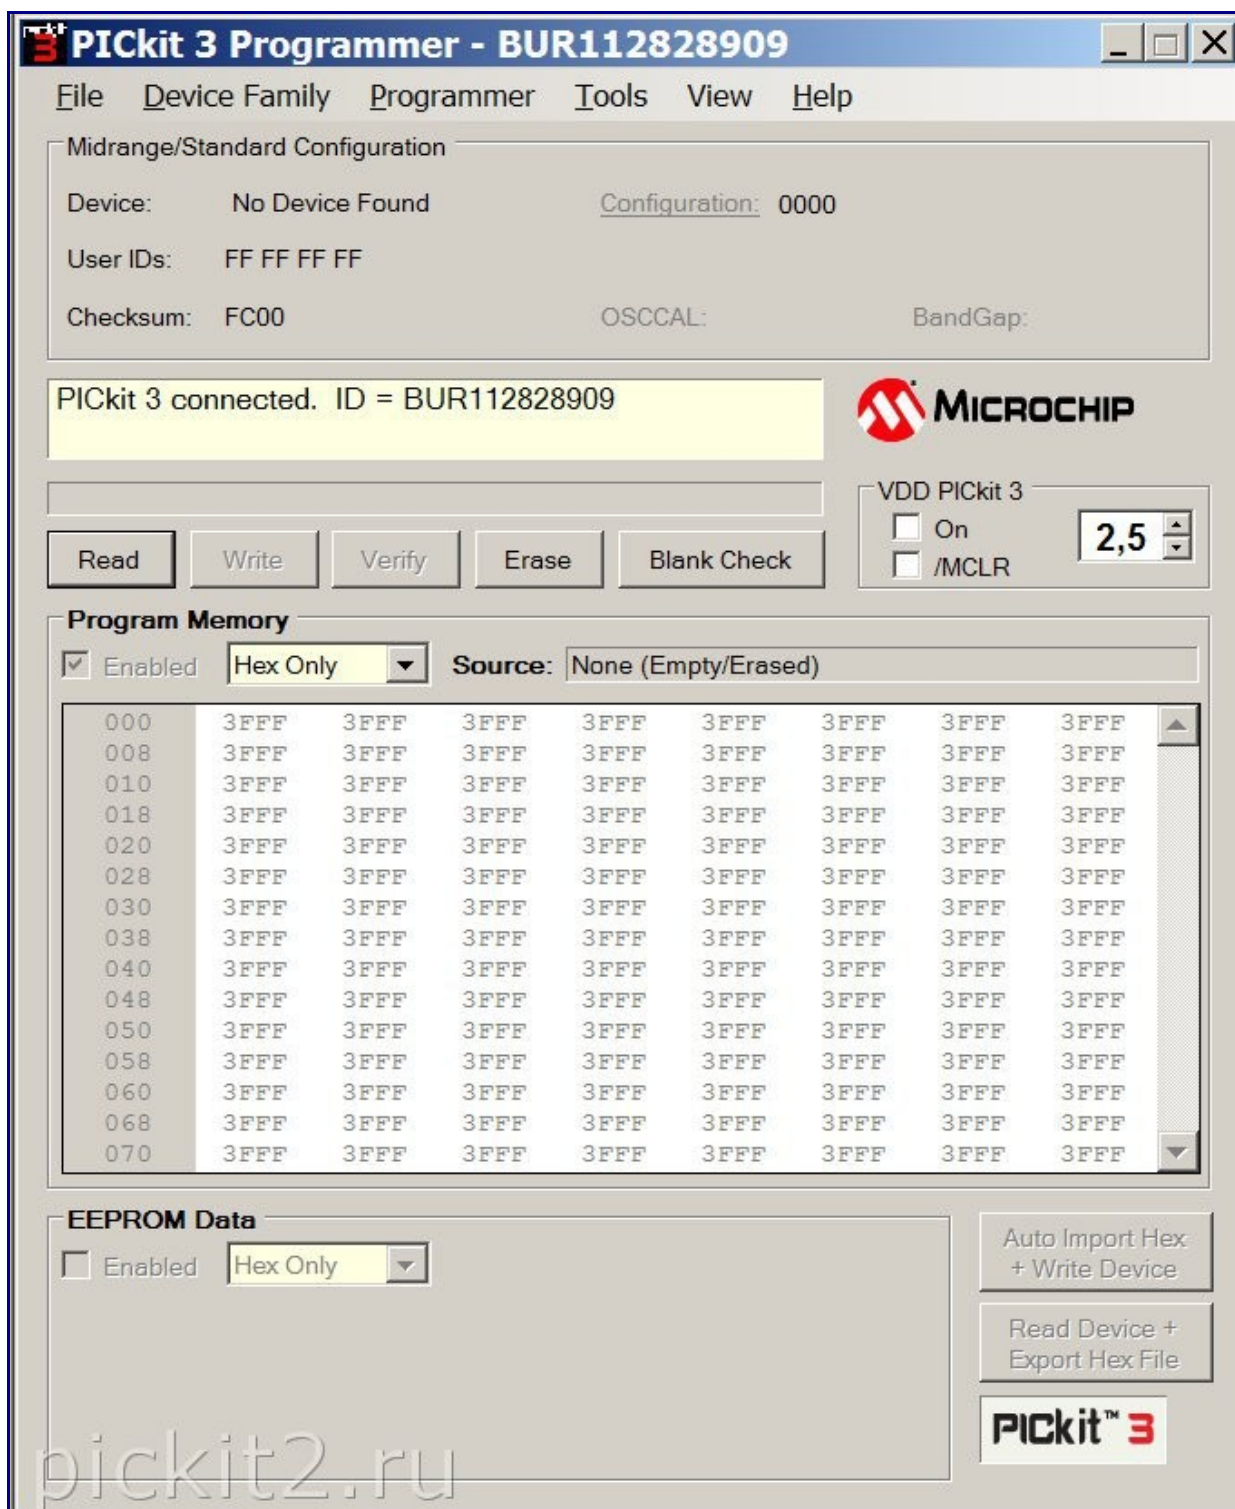 PICkit 3 Programmer - BUR112828909
File Device Family Programmer Tools View Help
Midrange/Standard Configuration
Device: No Device Found Configuration: 0000
User IDs: FF FF FF FF
Checksum: FC00 OSCCAL: BandGap:
PICkit 3 connected. ID = BUR112828909
MICROCHIP
VDD PICkit 3
On
2,5
/MCLR
Read Write Verify Erase Blank Check
Program Memory
Enabled Hex Only Source: None (Empty/Erased)
000 3FFF 3FFF 3FFF 3FFF 3FFF 3FFF 3FFF 3FFF
008 3FFF 3FFF 3FFF 3FFF 3FFF 3FFF 3FFF 3FFF
010 3FFF 3FFF 3FFF 3FFF 3FFF 3FFF 3FFF 3FFF
018 3FFF 3FFF 3FFF 3FFF 3FFF 3FFF 3FFF 3FFF
020 3FFF 3FFF 3FFF 3FFF 3FFF 3FFF 3FFF 3FFF
028 3FFF 3FFF 3FFF 3FFF 3FFF 3FFF 3FFF 3FFF
030 3FFF 3FFF 3FFF 3FFF 3FFF 3FFF 3FFF 3FFF
038 3FFF 3FFF 3FFF 3FFF 3FFF 3FFF 3FFF 3FFF
040 3FFF 3FFF 3FFF 3FFF 3FFF 3FFF 3FFF 3FFF
048 3FFF 3FFF 3FFF 3FFF 3FFF 3FFF 3FFF 3FFF
050 3FFF 3FFF 3FFF 3FFF 3FFF 3FFF 3FFF 3FFF
058 3FFF 3FFF 3FFF 3FFF 3FFF 3FFF 3FFF 3FFF
060 3FFF 3FFF 3FFF 3FFF 3FFF 3FFF 3FFF 3FFF
068 3FFF 3FFF 3FFF 3FFF 3FFF 3FFF 3FFF 3FFF
070 3FFF 3FFF 3FFF 3FFF 3FFF 3FFF 3FFF 3FFF
EEPROM Data
Enabled Hex Only
Auto Import Hex
+ Write Device
Read Device +
Export Hex File
PICkit™ 3
pickit2.ru